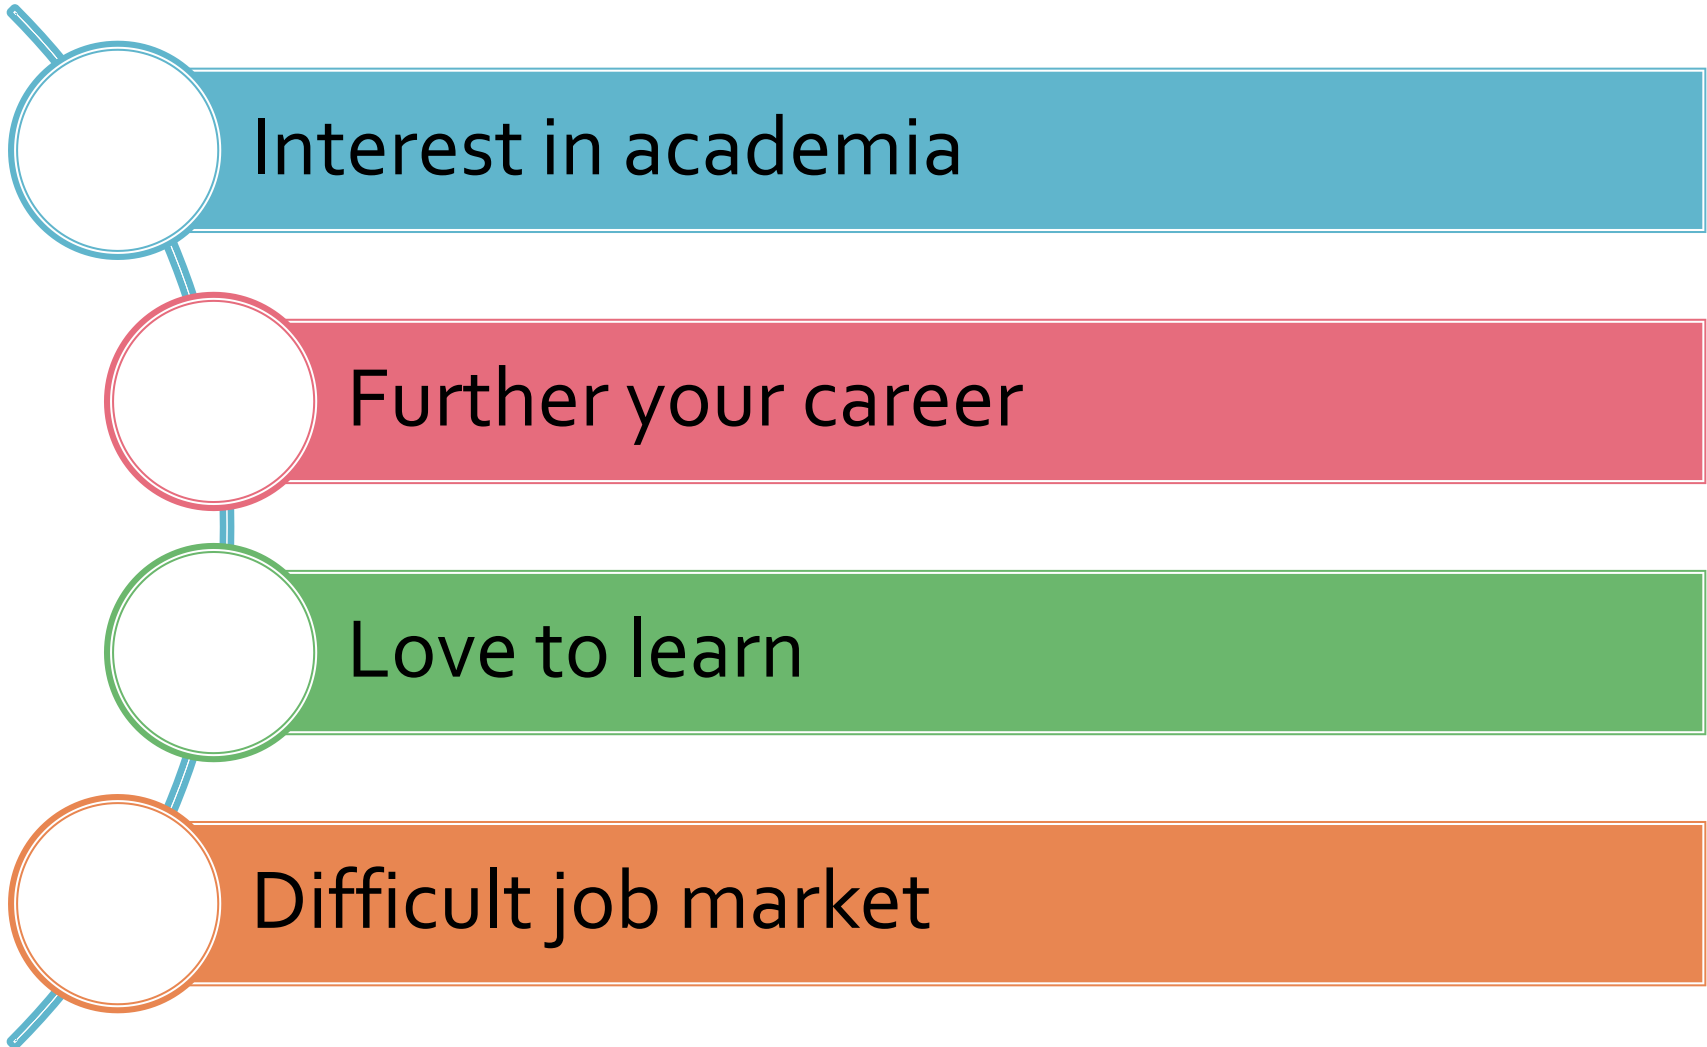 Interest in academia
Further your career
Love to learn
Difficult job market